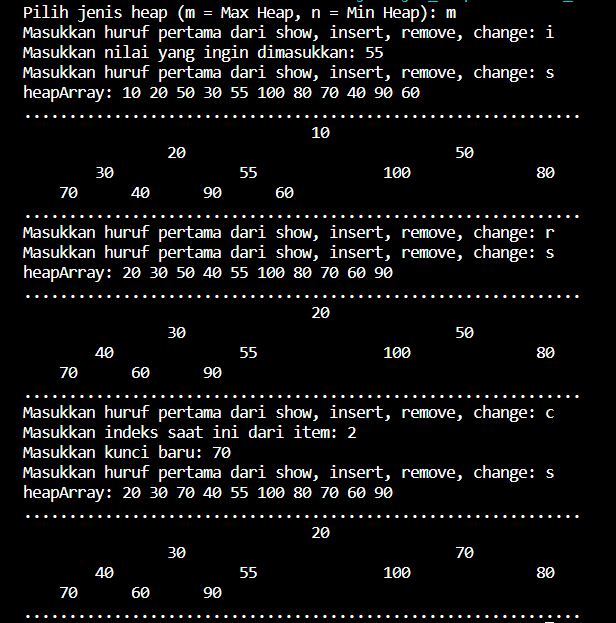 Pilih jenis heap (m = Max Heap, n = Min Heap): m
Masukkan huruf pertama dari show, insert, remove, change: i
Masukkan nilai yang ingin dimasukkan: 55
Masukkan huruf pertama dari show, insert, remove, change: s
heapArray: 10 20 50 30 55 100 80 70 40 90 60
..............................................................
10
20 50
30 55 100 80
70 40 90 60
..............................................................
Masukkan huruf pertama dari show, insert, remove, change: r
Masukkan huruf pertama dari show, insert, remove, change: s
heapArray: 20 30 50 40 55 100 80 70 60 90
..............................................................
20
30 50
40 55 100 80
70 60 90
..............................................................
Masukkan huruf pertama dari show, insert, remove, change: c
Masukkan indeks saat ini dari item: 2
Masukkan kunci baru: 70
Masukkan huruf pertama dari show, insert, remove, change: s
heapArray: 20 30 70 40 55 100 80 70 60 90
..............................................................
20
30 70
40 55 100 80
70 60 90
..............................................................